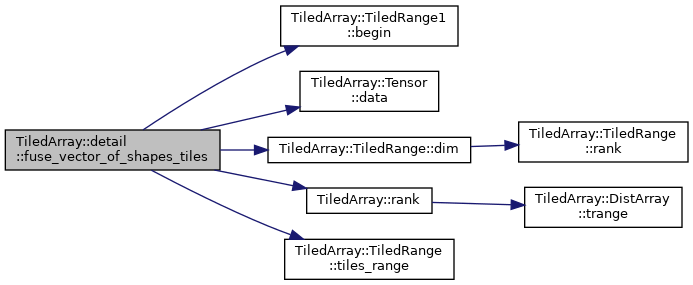 TiledArray::TiledRange1
::begin
TiledArray::Tensor
::data
TiledArray::detail
::fuse_vector_of_shapes_tiles
TiledArray::TiledRange::dim
TiledArray::TiledRange
::rank
TiledArray::rank
TiledArray::DistArray
::trange
TiledArray::TiledRange
::tiles_range